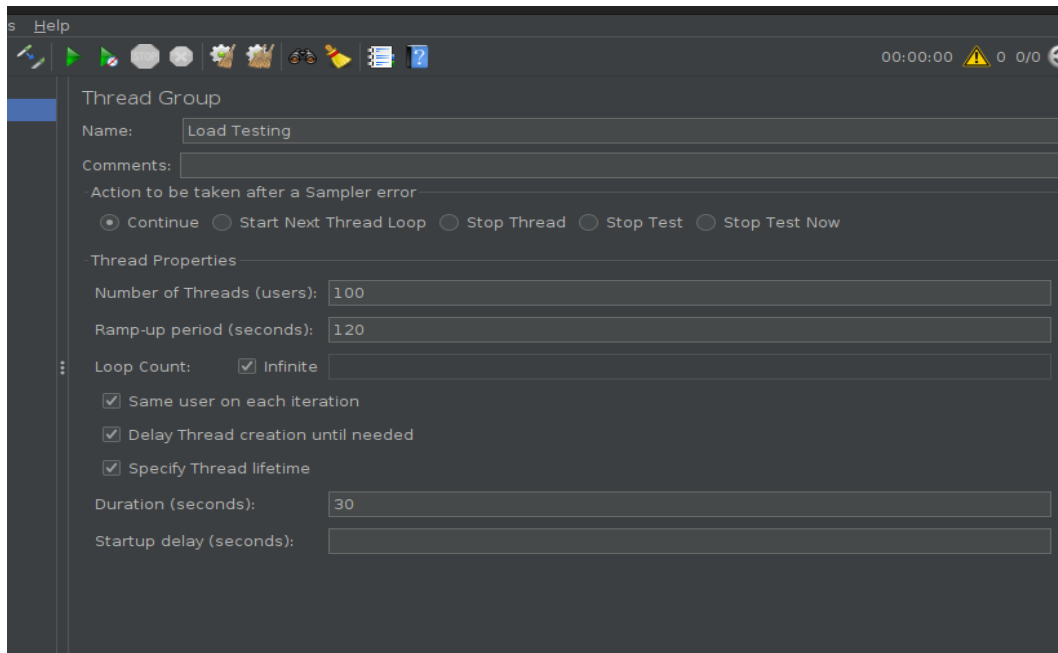 s Help
STOP 00:00:00 0 0/0
Thread Group
Name: Load Testing
Comments:
Action to be taken after a Sampler error
Continue Start Next Thread Loop Stop Thread Stop Test Stop Test Now
Thread Properties
Number of Threads (users): 100
Ramp-up period (seconds): 120
Loop Count: Infinite
Same user on each iteration
Delay Thread creation until needed
Specify Thread lifetime
Duration (seconds): 30
Startup delay (seconds):